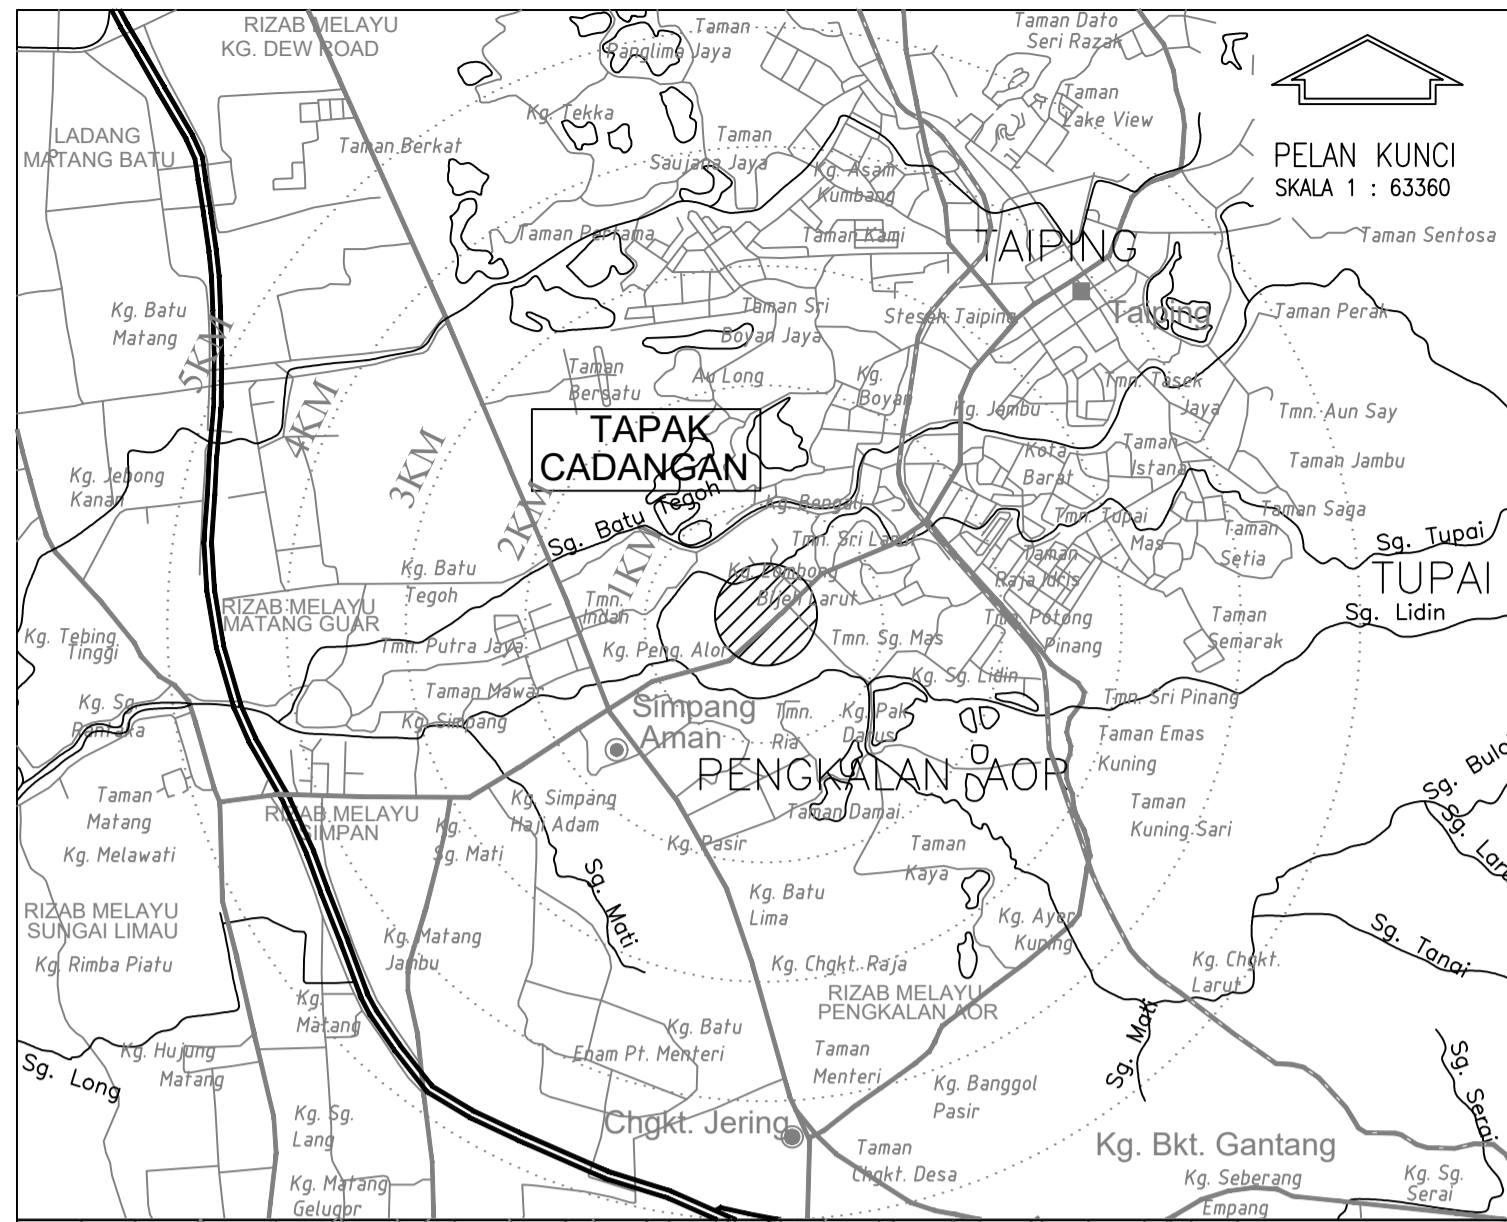 RIZAB MELAYU
KG. DEW ROAD
Taman
Panglima Jaya
Taman Dato
Seri Razak
PELAN KUNCI
SKALA 1 : 63360
LADANG
MATANG BATU
Taman Berkat
Kg. Tekka
Taman
Saujana Jaya
Kg. Asam
Kumbang
Taman
Lake View
Taman Pertama
Taman Kami
TAIPING
Taman Sentosa
Kg. Batu
Matang
Taman Sri
Boyan Jaya
Stesen Taiping
Taiping
Taman Perak
5KM
4KM
3KM
2KM
1KM
Taman
Bersatu
Au Long
Kg.
Boyan
Kg. Jambu
Tmn. Tasek
Jaya
Tmn. Aun Say
TAPAK
CADANGAN
Kg. Jebong
Kanan
Kota
Barat
Taman
Istana
Taman Jambu
Sg. Batu Tegoh
Kg. Bengali
Tmn. Sri Larut
Tmn. Tupai
Mas
Taman Saga
Taman
Setia
Sg. Tupai
TUPAI
Kg. Batu
Tegoh
Kg. Lombong
Bijeh Larut
Taman
Raja Idris
Sg. Lidin
RIZAB MELAYU
MATANG GUAR
Tmn.
Indah
Tmn. Potong
Pinang
Taman
Semarak
Kg. Tebing
Tinggi
Tmn. Putra Jaya
Kg. Peng. Alor
Tmn. Sg. Mas
Kg. Sg. Lidin
Taman Mawar
Kg. Simpang
Kg. Sg.
Simpang
Aman
Tmn.
Ria
Kg. Pak
Darus
Tmn. Sri Pinang
Taman Emas
Kuning
PENGKALAN AOR
Sg. Mati
Taman
Matang
RIZAB MELAYU
SIMPAN
Kg. Simpang
Haji Adam
Taman Damai
Taman
Kuning Sari
Kg. Melawati
Kg.
Sg. Mati
Kg. Pasir
Taman
Kaya
RIZAB MELAYU
SUNGAI LIMAU
Kg. Rimba Piatu
Kg. Matang
Jambu
Kg. Batu
Lima
Kg. Ayer
Kuning
Sg. Tanai
Kg. Chgkt. Raja
Kg. Chgkt.
Larut
RIZAB MELAYU
PENGKALAN AOR
Kg.
Matang
Sg. Long
Kg. Hujung
Matang
Kg. Batu
Enam Pt. Menteri
Taman
Menteri
Sg. Mati
Sg. Serai
Kg. Banggol
Pasir
Kg. Sg.
Lang
Chgkt. Jering
Taman
Chgkt. Desa
Kg. Bkt. Gantang
Kg. Matang
Gelugor
Kg. Seberang
Empang
Kg. Sg.
Serai